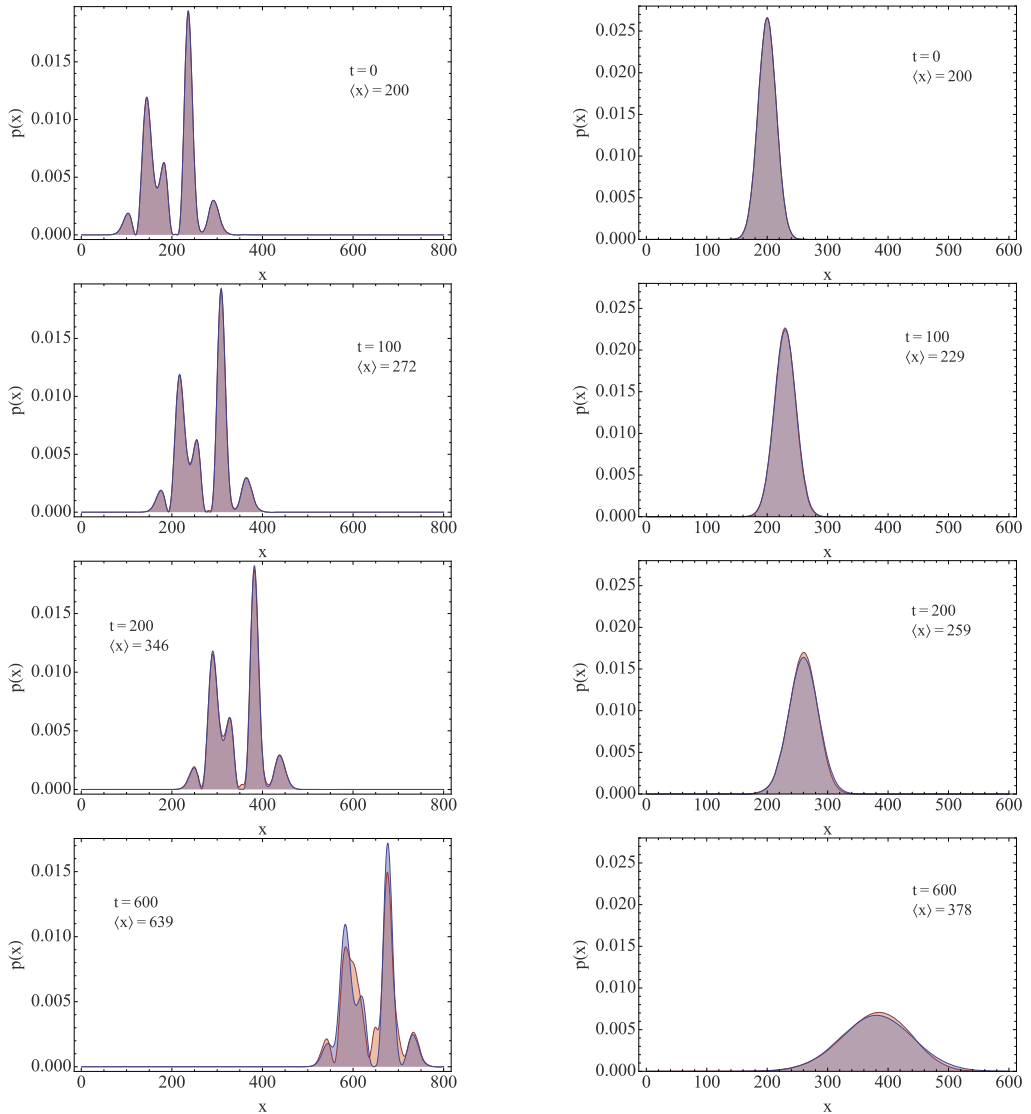 0.015
0.010
0.005
0.000
p(x)
t = 0
⟨x⟩ = 200
0 200 400 600 800
x
0.025
0.020
0.015
0.010
0.005
0.000
p(x)
t = 0
⟨x⟩ = 200
0 100 200 300 400 500 600
x
0.015
0.010
0.005
0.000
p(x)
t = 100
⟨x⟩ = 272
0 200 400 600 800
x
0.025
0.020
0.015
0.010
0.005
0.000
p(x)
t = 100
⟨x⟩ = 229
0 100 200 300 400 500 600
x
0.015
0.010
0.005
0.000
p(x)
t = 200
⟨x⟩ = 346
0 200 400 600 800
x
0.025
0.020
0.015
0.010
0.005
0.000
p(x)
t = 200
⟨x⟩ = 259
0 100 200 300 400 500 600
x
0.015
0.010
0.005
0.000
p(x)
t = 600
⟨x⟩ = 639
0 200 400 600 800
x
0.025
0.020
0.015
0.010
0.005
0.000
p(x)
t = 600
⟨x⟩ = 378
0 100 200 300 400 500 600
x